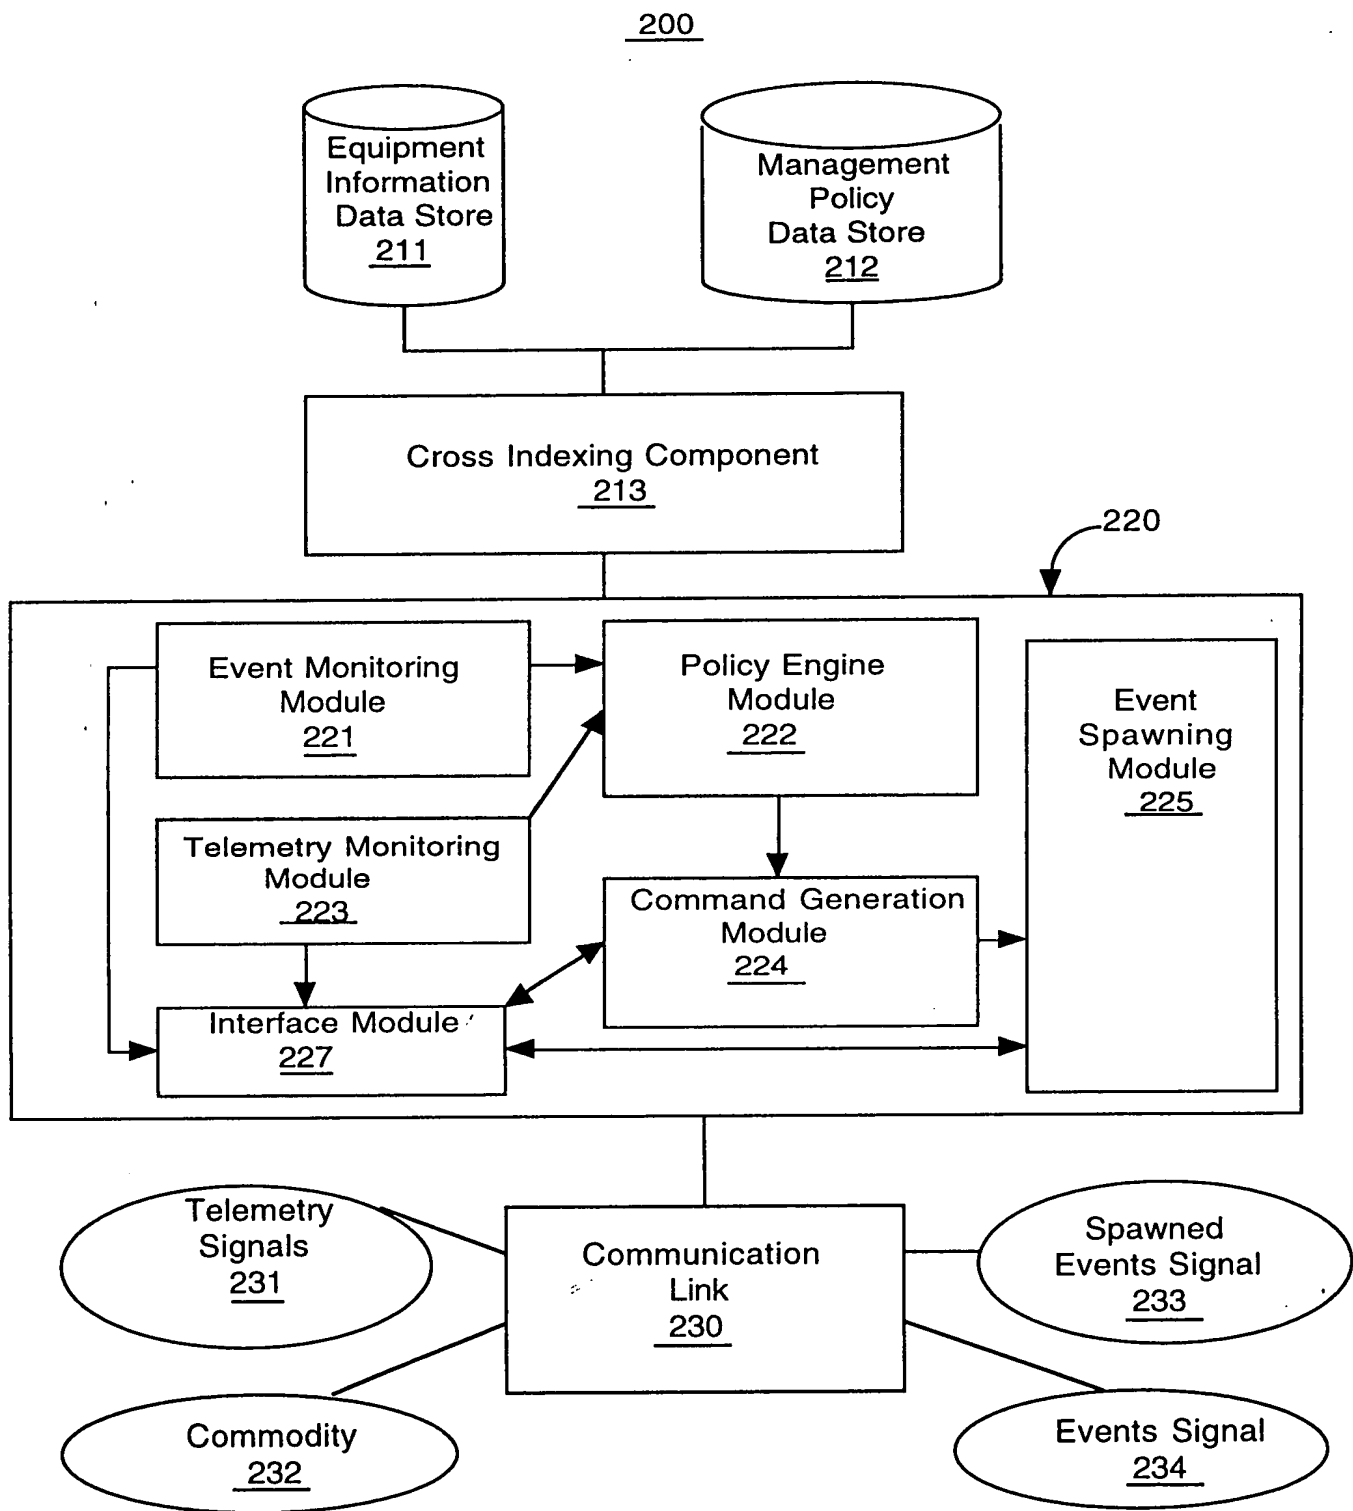 200
Equipment
Information
Data Store
211
Management
Policy
Data Store
212
Cross Indexing Component
213
220
Event Monitoring
Module
221
Policy Engine
Module
222
Event
Spawning
Module
225
Telemetry Monitoring
Module
223
Command Generation
Module
224
Interface Module
227
Telemetry
Signals
231
Communication
Link
230
Spawned
Events Signal
233
Commodity
232
Events Signal
234